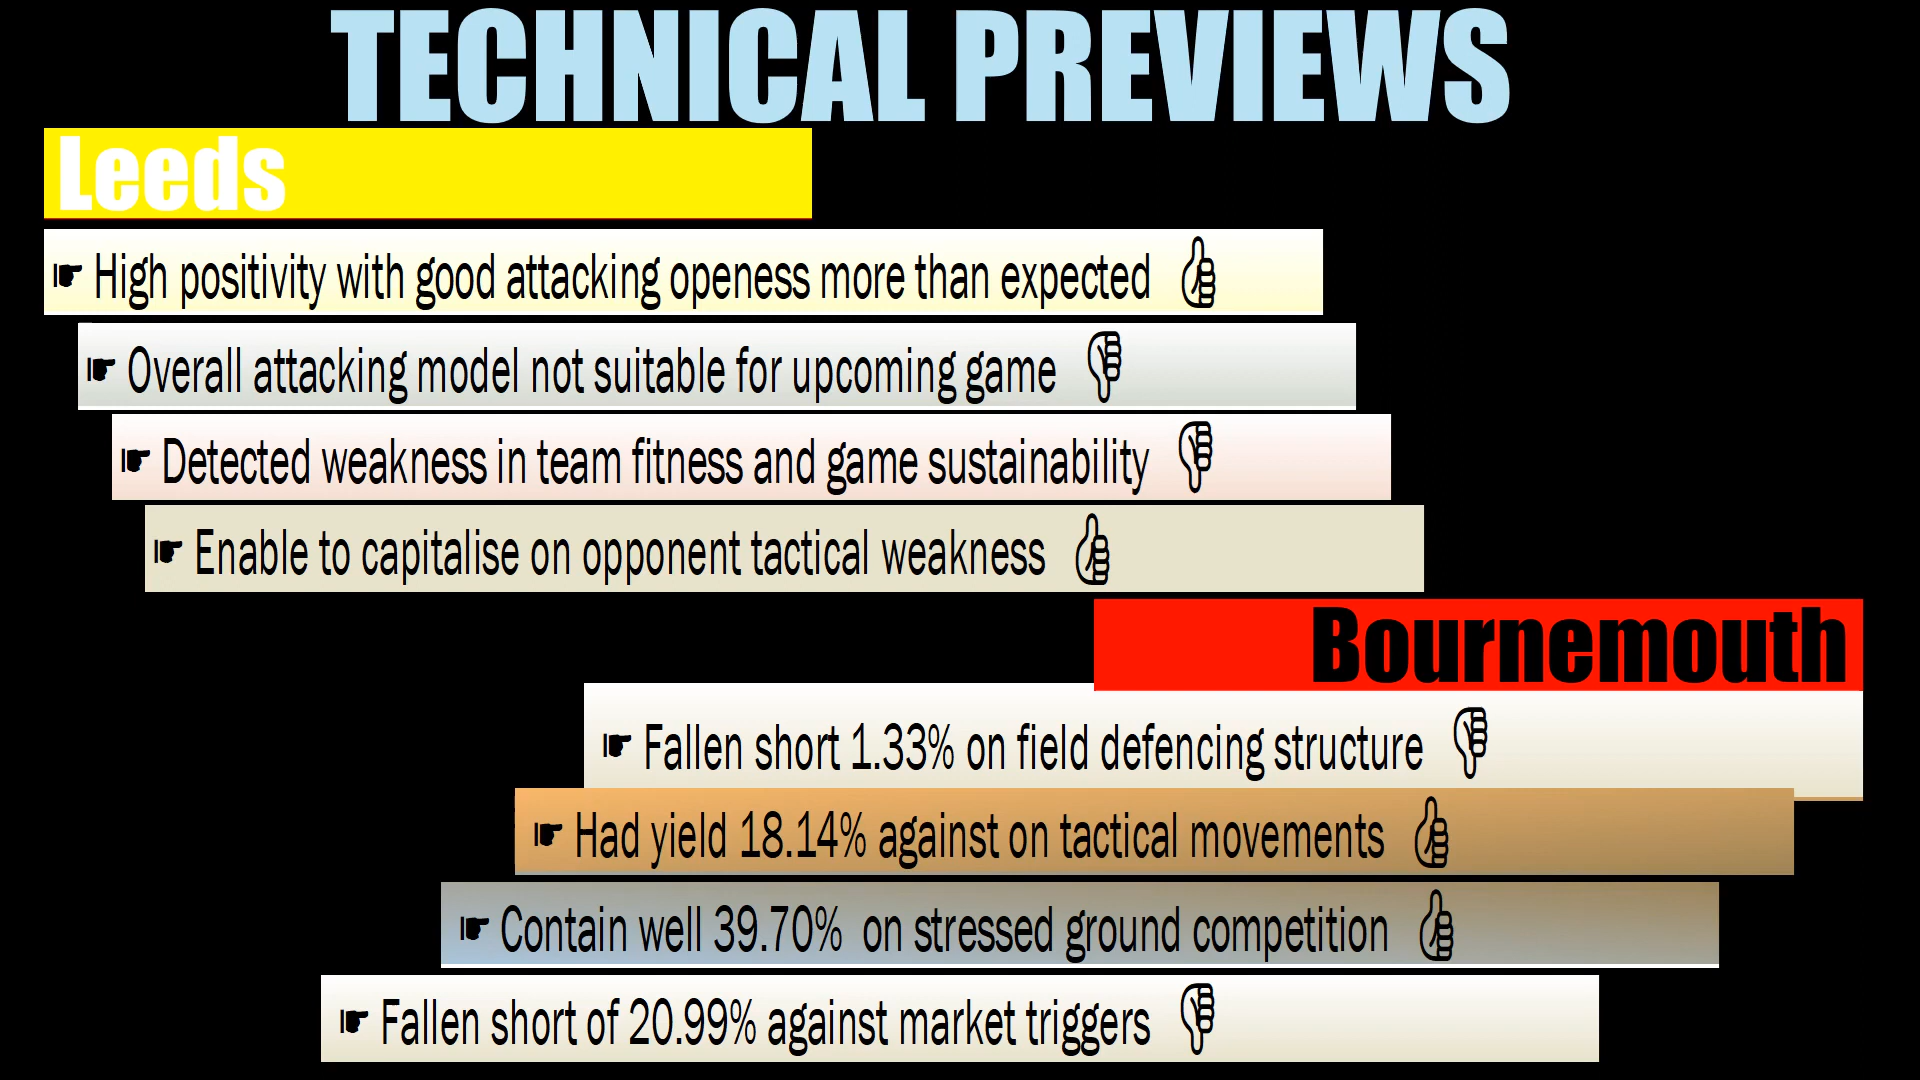 TECHNICAL PREVIEWS
Leeds
☛ High positivity with good attacking openess more than expected 👍
☛ Overall attacking model not suitable for upcoming game 👎
☛ Detected weakness in team fitness and game sustainability 👎
☛ Enable to capitalise on opponent tactical weakness 👍
Bournemouth
☛ Fallen short 1.33% on field defencing structure 👎
☛ Had yield 18.14% against on tactical movements 👍
☛ Contain well 39.70% on stressed ground competition 👍
☛ Fallen short of 20.99% against market triggers 👎